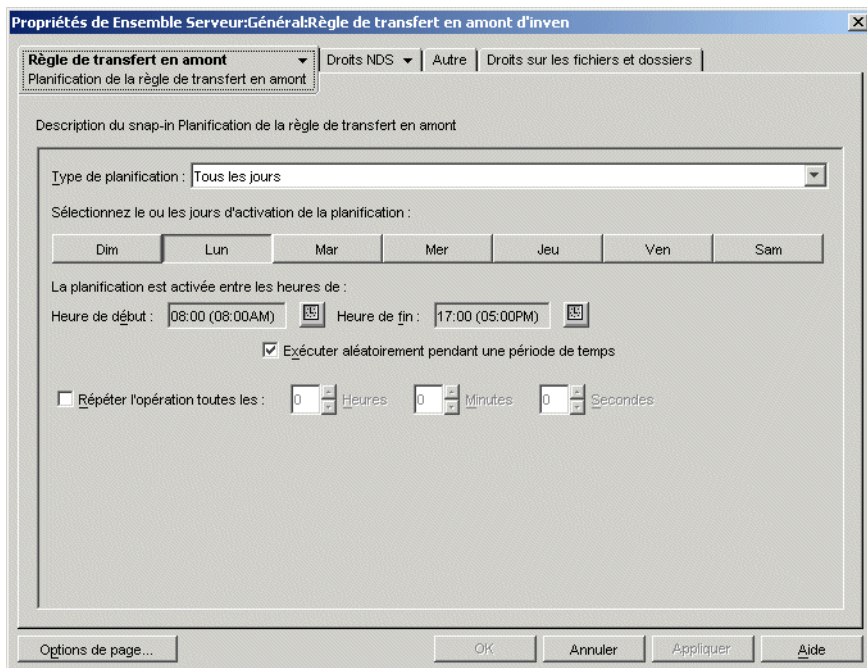 Propriétés de Ensemble Serveur:Général:Règle de transfert en amont d'inven
Règle de transfert en amont
Droits NDS
Autre
Droits sur les fichiers et dossiers
Planification de la règle de transfert en amont
Description du snap-in Planification de la règle de transfert en amont
Type de planification : Tous les jours
Sélectionnez le ou les jours d'activation de la planification :
Dim Lun Mar Mer Jeu Ven Sam
La planification est activée entre les heures de :
Heure de début : 08:00 (08:00AM) Heure de fin : 17:00 (05:00PM)
Exécuter aléatoirement pendant une période de temps
Répéter l'opération toutes les : 0 Heures 0 Minutes 0 Secondes
Options de page... OK Annuler Appliquer Aide